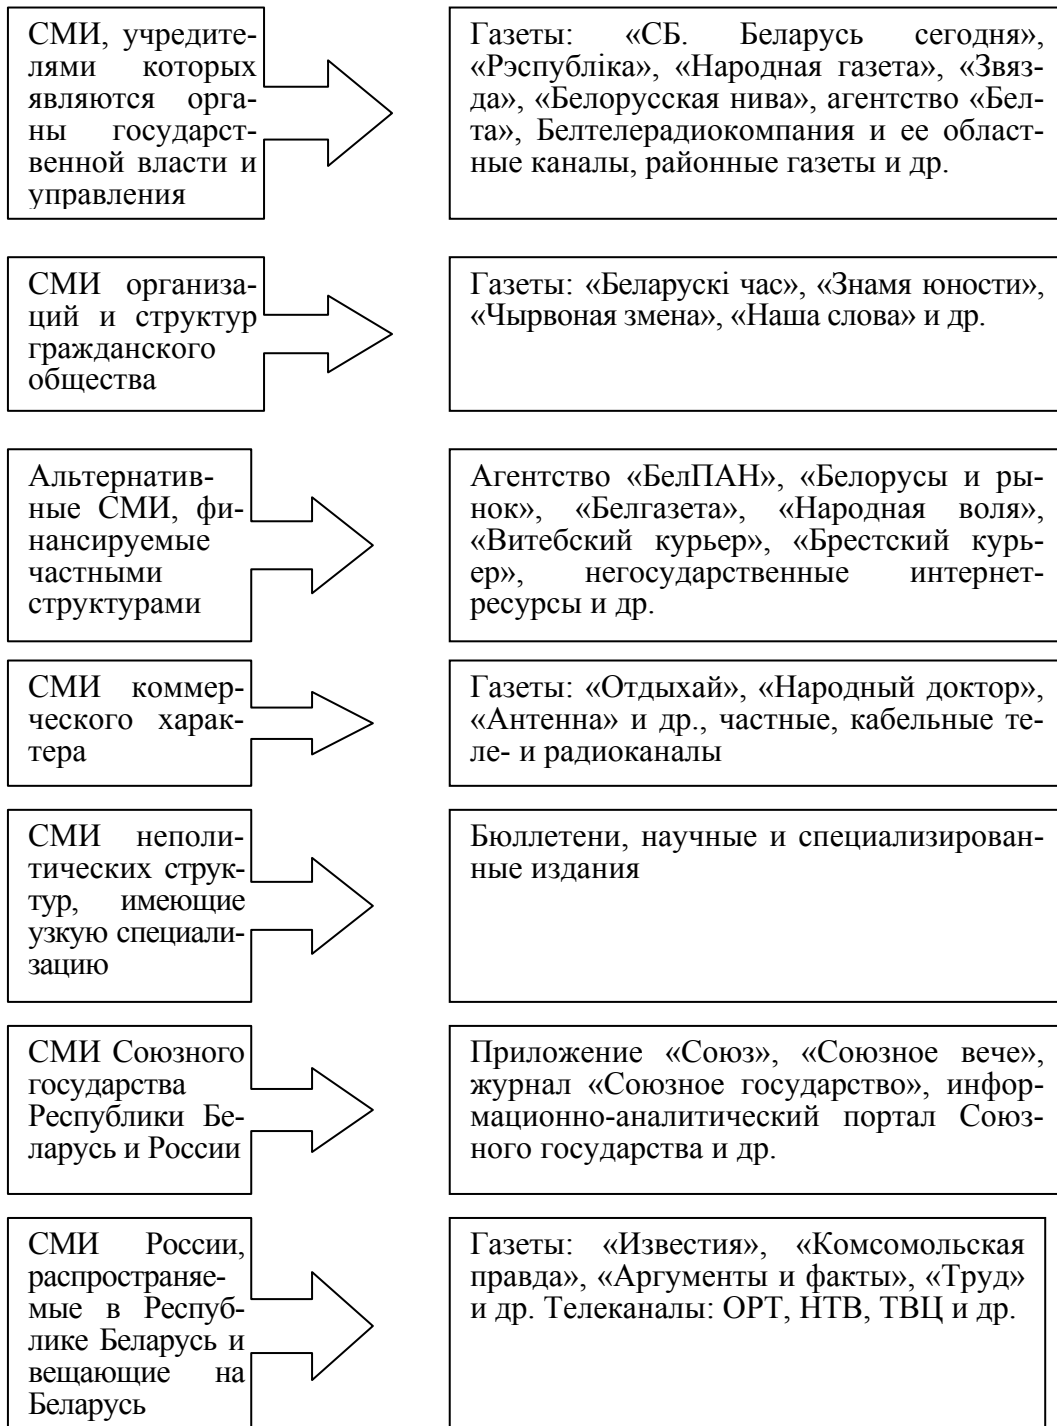 СМИ, учредите-
лями которых
являются орга-
ны государст-
венной власти и
управления
Газеты: «СБ. Беларусь сегодня»,
«Рэспубліка», «Народная газета», «Звяз-
да», «Белорусская нива», агентство «Бел-
та», Белтелерадиокомпания и ее област-
ные каналы, районные газеты и др.
СМИ организа-
ций и структур
гражданского
общества
Газеты: «Беларускі час», «Знамя юности»,
«Чырвоная змена», «Наша слова» и др.
Альтернатив-
ные СМИ, фи-
нансируемые
частными
структурами
Агентство «БелПАН», «Белорусы и ры-
нок», «Белгазета», «Народная воля»,
«Витебский курьер», «Брестский курь-
ер», негосударственные интернет-
ресурсы и др.
СМИ коммер-
ческого харак-
тера
Газеты: «Отдыхай», «Народный доктор»,
«Антенна» и др., частные, кабельные те-
ле- и радиоканалы
СМИ неполи-
тических струк-
тур, имеющие
узкую специали-
зацию
Бюллетени, научные и специализирован-
ные издания
СМИ Союзного
государства
Республики Бе-
ларусь и России
Приложение «Союз», «Союзное вече»,
журнал «Союзное государство», инфор-
мационно-аналитический портал Союз-
ного государства и др.
СМИ России,
распространяе-
мые в Респуб-
лике Беларусь и
вещающие на
Беларусь
Газеты: «Известия», «Комсомольская
правда», «Аргументы и факты», «Труд»
и др. Телеканалы: ОРТ, НТВ, ТВЦ и др.